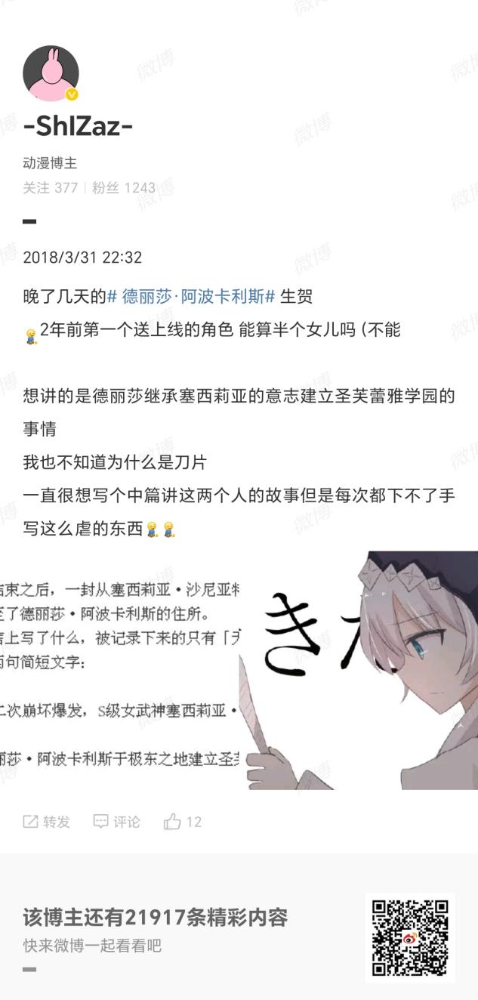 -ShIZaz-
动漫博主
关注 377 | 粉丝 1243
2018/3/31 22:32
晚了几天的# 德丽莎·阿波卡利斯# 生贺
2年前第一个送上线的角色 能算半个女儿吗 (不能
想讲的是德丽莎继承塞西莉亚的意志建立圣芙蕾雅学园的
事情
我也不知道为什么是刀片
一直很想写个中篇讲这两个人的故事但是每次都下不了手
写这么虐的东西
结束之后，一封从塞西莉亚·沙尼亚特
至了德丽莎·阿波卡利斯的住所。
信上写了什么，被记录下来的只有「天
两句简短文字：
二次崩坏爆发，S级女武神塞西莉亚·
丽莎·阿波卡利斯于极东之地建立圣芙
き
转发 评论 12
该博主还有21917条精彩内容
快来微博一起看看吧
微博